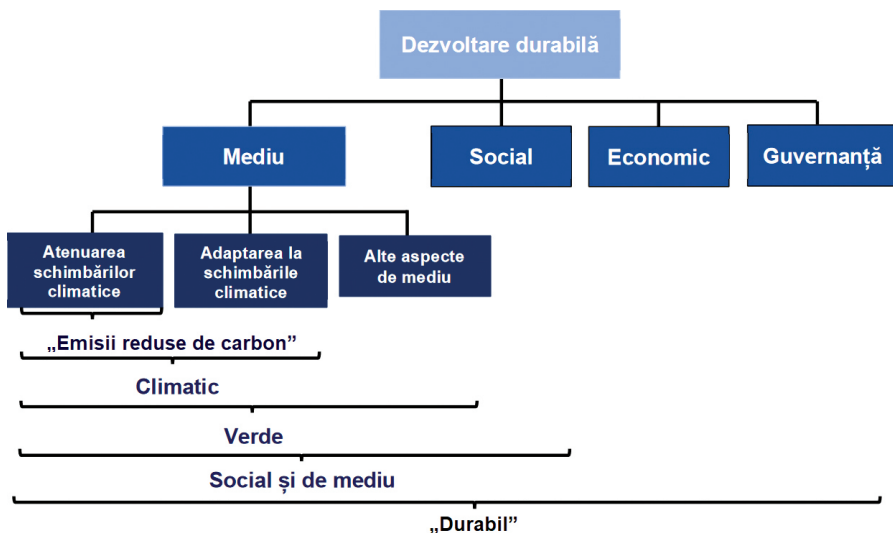 Dezvoltare durabilă
Mediu
Social
Economic
Guvernanță
Atenuarea
schimbărilor
climatice
Adaptarea la
schimbările
climatice
Alte aspecte
de mediu
„Emisii reduse de carbon”
Climatic
Verde
Social și de mediu
„Durabil”